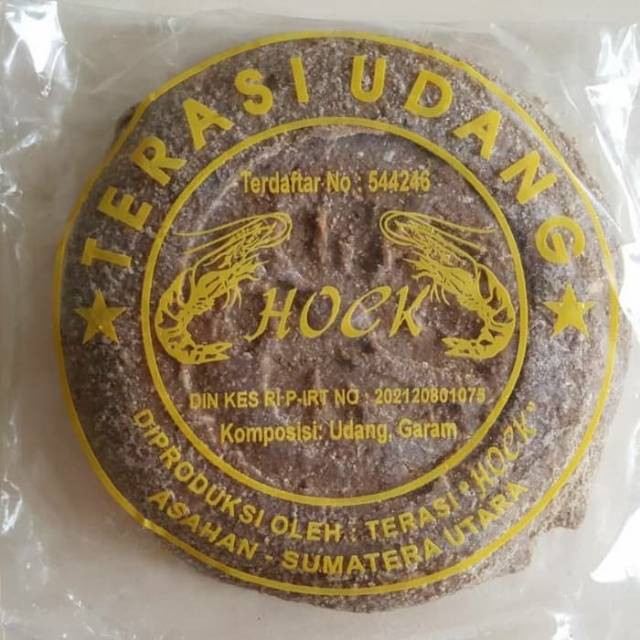 TERASI UDANG
Terdaftar No : 544246
HOCK
DIN KES RI P-IRT NO : 202120801075
Komposisi: Udang, Garam
DIPRODUKSI OLEH : TERASI "HOCK"
ASAHAN - SUMATERA UTARA